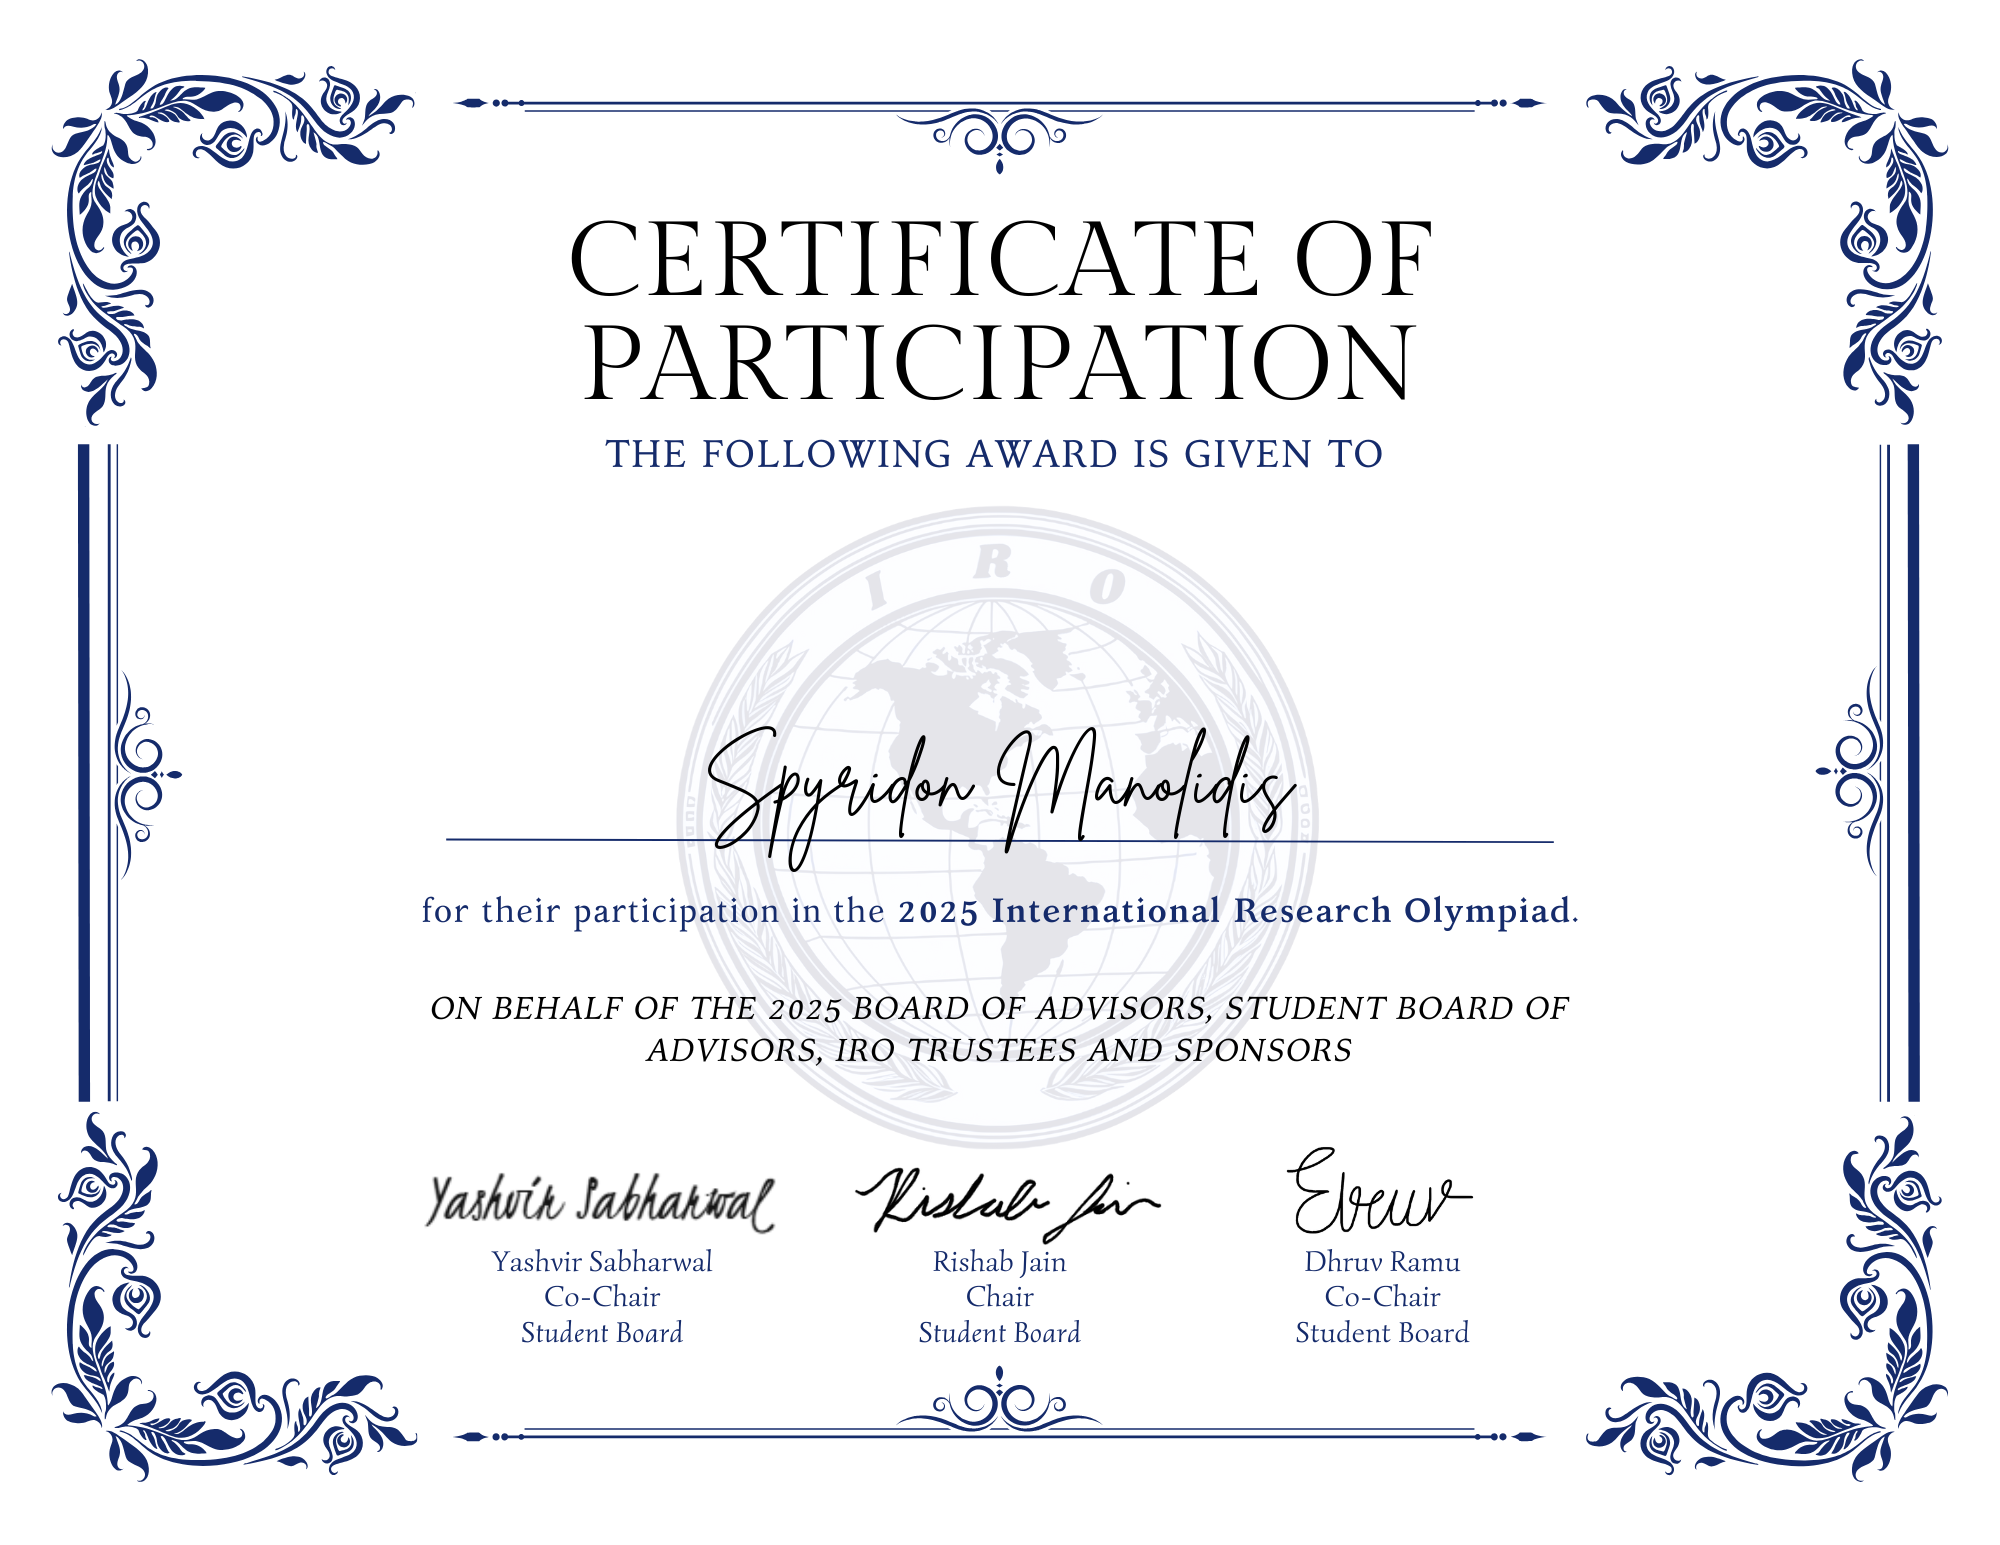 CERTIFICATE OF
PARTICIPATION
THE FOLLOWING AWARD IS GIVEN TO
I R O
Spyridon Manolidis
for their participation in the 2025 International Research Olympiad.
ON BEHALF OF THE 2025 BOARD OF ADVISORS, STUDENT BOARD OF
ADVISORS, IRO TRUSTEES AND SPONSORS
Yashvir Sabharwal Rishab Jain
Yashvir Sabharwal Rishab Jain Dhruv Ramu
Co-Chair Chair Co-Chair
Student Board Student Board Student Board